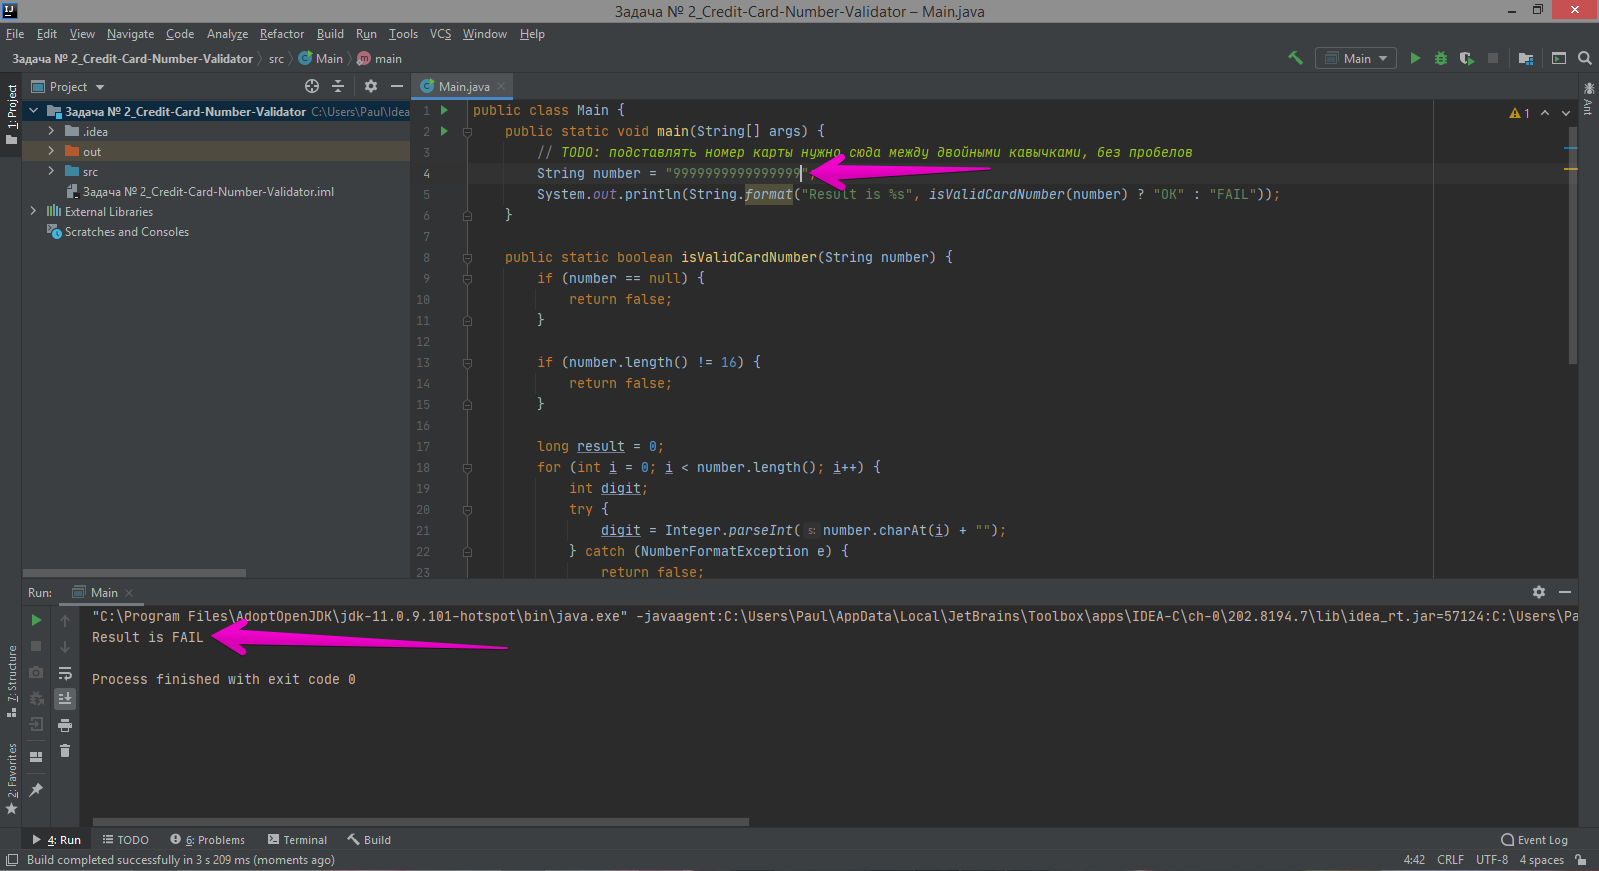 Задача № 2_Credit-Card-Number-Validator – Main.java
File Edit View Navigate Code Analyze Refactor Build Run Tools VCS Window Help
Задача № 2_Credit-Card-Number-Validator src Main main
Main
1: Project
Project
Main.java
Задача № 2_Credit-Card-Number-Validator C:\Users\Paul\Idea
.idea
out
src
Задача № 2_Credit-Card-Number-Validator.iml
External Libraries
Scratches and Consoles
1 public class Main {
2 public static void main(String[] args) {
3 // TODO: подставлять номер карты нужно сюда между двойными кавычками, без пробелов
4 String number = "9999999999999999";
5 System.out.println(String.format("Result is %s", isValidCardNumber(number) ? "OK" : "FAIL"));
6 }
7
8 public static boolean isValidCardNumber(String number) {
9 if (number == null) {
10 return false;
11 }
12
13 if (number.length() != 16) {
14 return false;
15 }
16
17 long result = 0;
18 for (int i = 0; i < number.length(); i++) {
19 int digit;
20 try {
21 digit = Integer.parseInt( s: number.charAt(i) + "");
22 } catch (NumberFormatException e) {
23 return false;
1
Ant
Run: Main
"C:\Program Files\AdoptOpenJDK\jdk-11.0.9.101-hotspot\bin\java.exe" -javaagent:C:\Users\Paul\AppData\Local\JetBrains\Toolbox\apps\IDEA-C\ch-0\202.8194.7\lib\idea_rt.jar=57124:C:\Users\Pa
Result is FAIL
Process finished with exit code 0
7: Structure
2: Favorites
4: Run TODO 6: Problems Terminal Build Event Log
Build completed successfully in 3 s 209 ms (moments ago) 4:42 CRLF UTF-8 4 spaces